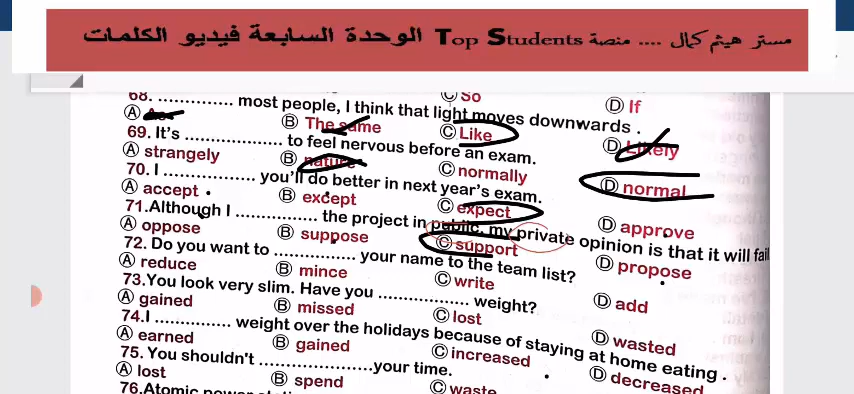 مستر هيثم كمال .... منصة Top Students الوحدة السابعة فيديو الكلمات
C So
D If
68. .............. most people, I think that light moves downwards .
A As B The same C Like D Likely
69. It's .................. to feel nervous before an exam.
A strangely B nature C normally D normal
70. I ................. you'll do better in next year's exam.
A accept B except C expect D approve
71.Although I ............... the project in public, my private opinion is that it will fail
A oppose B suppose C support D propose
72. Do you want to ............... your name to the team list?
A reduce B mince C write D add
73.You look very slim. Have you ................. weight?
A gained B missed C lost D wasted
74.I ............. weight over the holidays because of staying at home eating .
A earned B gained C increased D decreased
75. You shouldn't .....................your time.
A lost B spend C waste
76.Atomic power